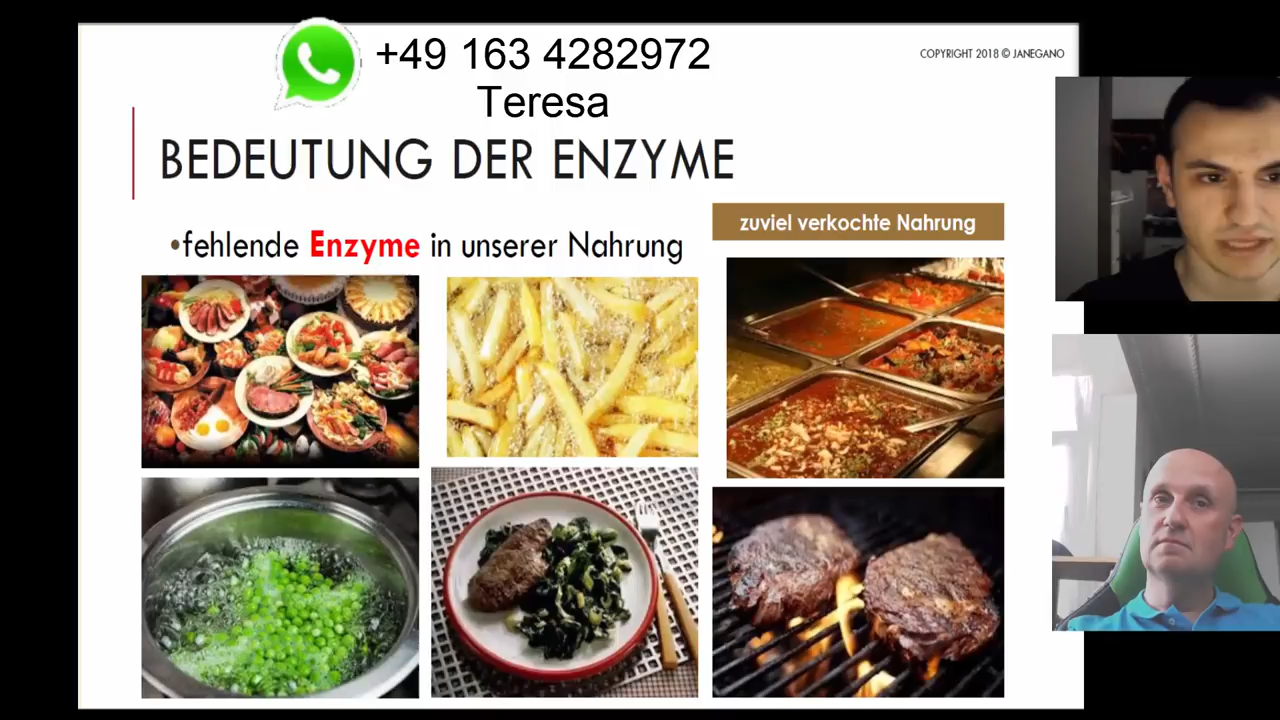 +49 163 4282972
Teresa
COPYRIGHT 2018 © JANEGANO
BEDEUTUNG DER ENZYME
zuviel verkochte Nahrung
•fehlende Enzyme in unserer Nahrung